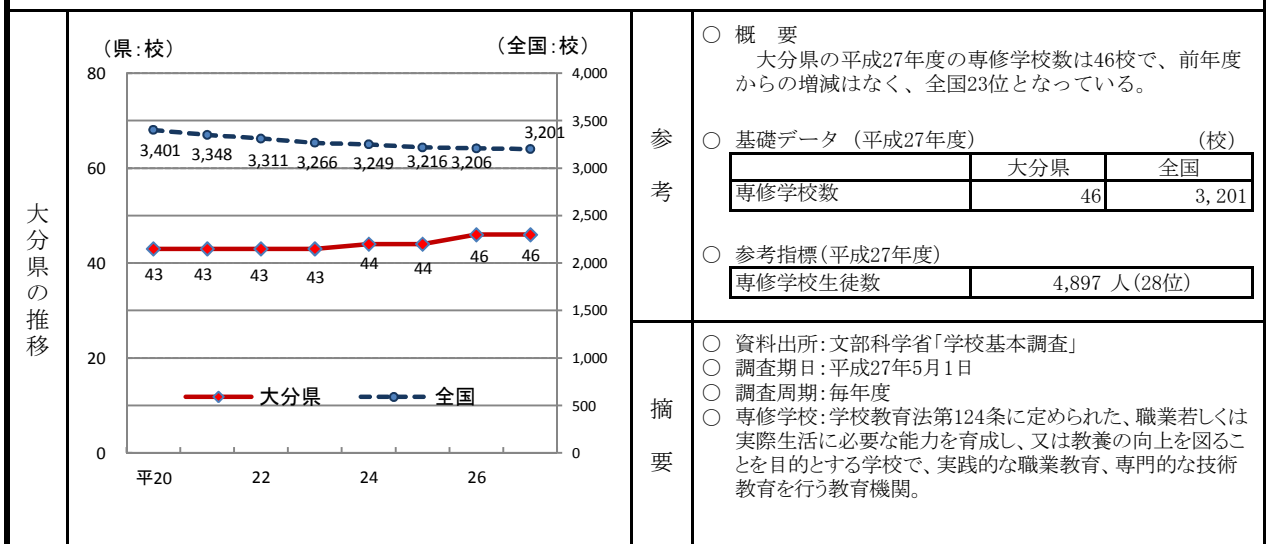 大分県の推移
（県：校）
（全国：校）
80
60
40
20
0
4,000
3,500
3,000
2,500
2,000
1,500
1,000
500
0
3,401 3,348 3,311 3,266 3,249 3,216 3,206 3,201
43 43 43 43 44 44 46 46
大分県 全国
平20 22 24 26
参考
○ 概　要
大分県の平成27年度の専修学校数は46校で、前年度
からの増減はなく、全国23位となっている。
○ 基礎データ（平成27年度） （校）
大分県 全国
専修学校数 46 3,201
○ 参考指標（平成27年度）
専修学校生徒数 4,897 人（28位）
摘要
○ 資料出所：文部科学省「学校基本調査」
○ 調査期日：平成27年5月1日
○ 調査周期：毎年度
○ 専修学校：学校教育法第124条に定められた、職業若しくは
実際生活に必要な能力を育成し、又は教養の向上を図るこ
とを目的とする学校で、実践的な職業教育、専門的な技術
教育を行う教育機関。